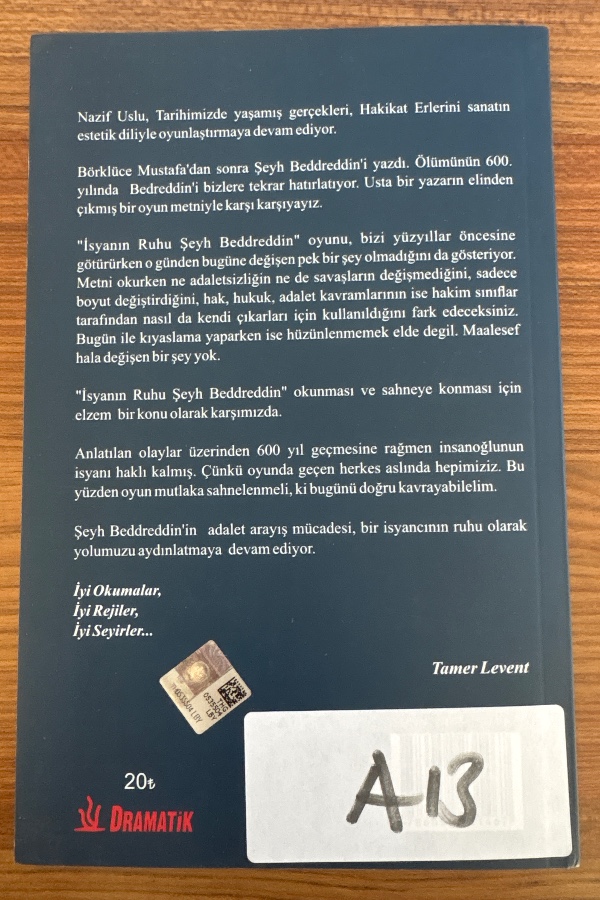 Nazif Uslu, Tarihimizde yaşamış gerçekleri, Hakikat Erlerini sanatın
estetik diliyle oyunlaştırmaya devam ediyor.
Börklüce Mustafa'dan sonra Şeyh Beddreddin'i yazdı. Ölümünün 600.
yılında Bedreddin'i bizlere tekrar hatırlatıyor. Usta bir yazarın elinden
çıkmış bir oyun metniyle karşı karşıyayız.
"İsyanın Ruhu Şeyh Beddreddin" oyunu, bizi yüzyıllar öncesine
götürürken o günden bugüne değişen pek bir şey olmadığını da gösteriyor.
Metni okurken ne adaletsizliğin ne de savaşların değişmediğini, sadece
boyut değiştirdiğini, hak, hukuk, adalet kavramlarının ise hakim sınıflar
tarafından nasıl da kendi çıkarları için kullanıldığını fark edeceksiniz.
Bugün ile kıyaslama yaparken ise hüzünlenmemek elde degil. Maalesef
hala değişen bir şey yok.
"İsyanın Ruhu Şeyh Beddreddin" okunması ve sahneye konması için
elzem bir konu olarak karşımızda.
Anlatılan olaylar üzerinden 600 yıl geçmesine rağmen insanoğlunun
isyanı haklı kalmış. Çünkü oyunda geçen herkes aslında hepimiziz. Bu
yüzden oyun mutlaka sahnelenmeli, ki bugünü doğru kavrayabilelim.
Şeyh Beddreddin'in adalet arayış mücadesi, bir isyancının ruhu olarak
yolumuzu aydınlatmaya devam ediyor.
İyi Okumalar,
İyi Rejiler,
İyi Seyirler...
Tamer Levent
THG
0535504
LBY
0535504 LBY
20₺
DRAMATiK
A-13